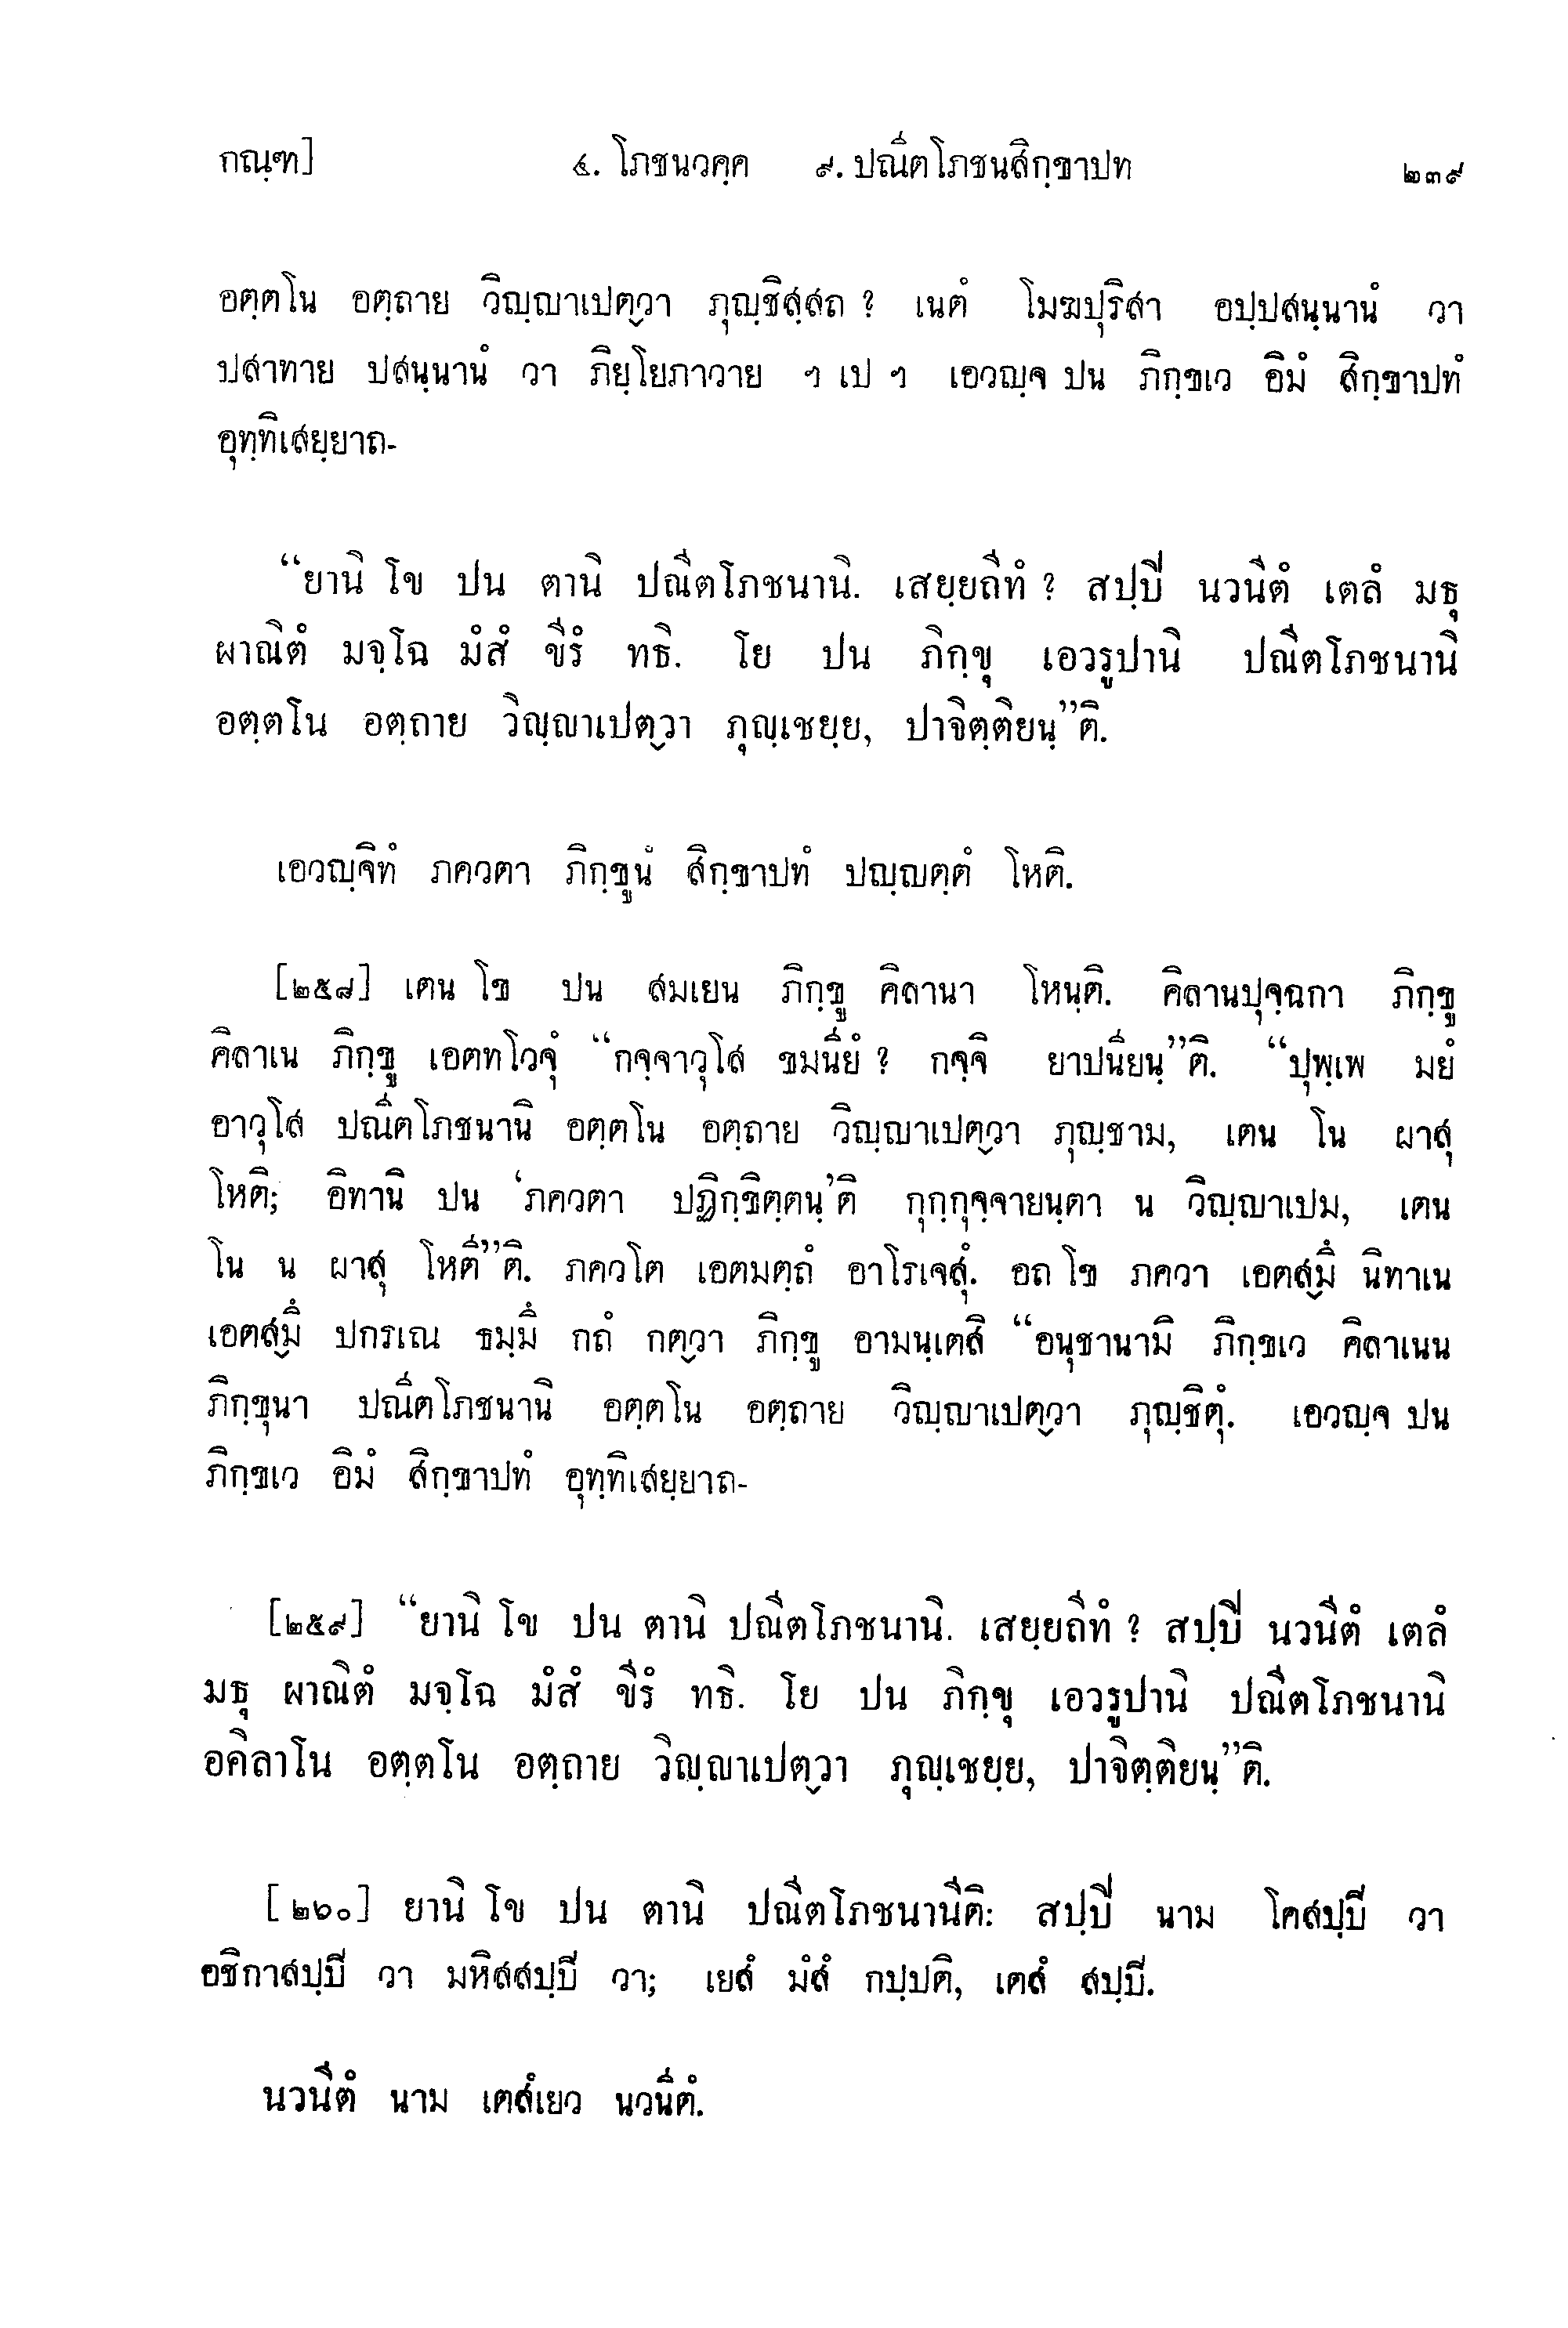 กณฺฑ] ๔. โภชนวคฺค ๙. ปณีตโภชนสิกฺขาปท ๒๓๙
อตฺตโน อตฺถาย วิญฺญาเปตฺวา ภุญฺชิสฺสถ ? เนตํ โมฆปุริสา อปฺปสนฺนานํ วา
ปสาทาย ปสนฺนานํ วา ภิยฺโยภาวาย ฯ เป ฯ เอวญฺจ ปน ภิกฺขเว อิมํ สิกฺขาปทํ
อุทฺทิเสยฺยาถ-
“ยานิ โข ปน ตานิ ปณีตโภชนานิ. เสยฺยถีทํ ? สปฺปี นวนีตํ เตลํ มธุ
ผาณิตํ มจฺโฉ มํสํ ขีรํ ทธิ. โย ปน ภิกฺขุ เอวรูปานิ ปณีตโภชนานิ
อตฺตโน อตฺถาย วิญฺญาเปตฺวา ภุญฺเชยฺย, ปาจิตฺติยนฺ”ติ.
เอวญฺจิทํ ภควตา ภิกฺขูนํ สิกฺขาปทํ ปญฺญตฺตํ โหติ.
[๒๕๘] เตน โข ปน สมเยน ภิกฺขู คิลานา โหนฺติ. คิลานปุจฺฉกา ภิกฺขู
คิลาเน ภิกฺขู เอตทโวจุํ “กจฺจาวุโส ขมนียํ ? กจฺจิ ยาปนียนฺ”ติ. “ปุพฺเพ มยํ
อาวุโส ปณีตโภชนานิ อตฺตโน อตฺถาย วิญฺญาเปตฺวา ภุญฺชาม, เตน โน ผาสุ
โหติ; อิทานิ ปน ‘ภควตา ปฏิกฺขิตฺตนฺ’ติ กุกฺกุจฺจายนฺตา น วิญฺญาเปม, เตน
โน น ผาสุ โหตี”ติ. ภควโต เอตมตฺถํ อาโรเจสุํ. อถ โข ภควา เอตสฺมึ นิทาเน
เอตสฺมึ ปกรเณ ธมฺมึ กถํ กตฺวา ภิกฺขู อามนฺเตสิ “อนุชานามิ ภิกฺขเว คิลาเนน
ภิกฺขุนา ปณีตโภชนานิ อตฺตโน อตฺถาย วิญฺญาเปตฺวา ภุญฺชิตุํ. เอวญฺจ ปน
ภิกฺขเว อิมํ สิกฺขาปทํ อุทฺทิเสยฺยาถ-
[๒๕๙] “ยานิ โข ปน ตานิ ปณีตโภชนานิ. เสยฺยถีทํ ? สปฺปี นวนีตํ เตลํ
มธุ ผาณิตํ มจฺโฉ มํสํ ขีรํ ทธิ. โย ปน ภิกฺขุ เอวรูปานิ ปณีตโภชนานิ
อคิลาโน อตฺตโน อตฺถาย วิญฺญาเปตฺวา ภุญฺเชยฺย, ปาจิตฺติยนฺ”ติ.
[๒๖๐] ยานิ โข ปน ตานิ ปณีตโภชนานีติ: สปฺปี นาม โคสปฺปี วา
อชิกาสปฺปี วา มหิสสปฺปี วา; เยสํ มํสํ กปฺปติ, เตสํ สปฺปี.
นวนีตํ นาม เตสํเยว นวนีตํ.